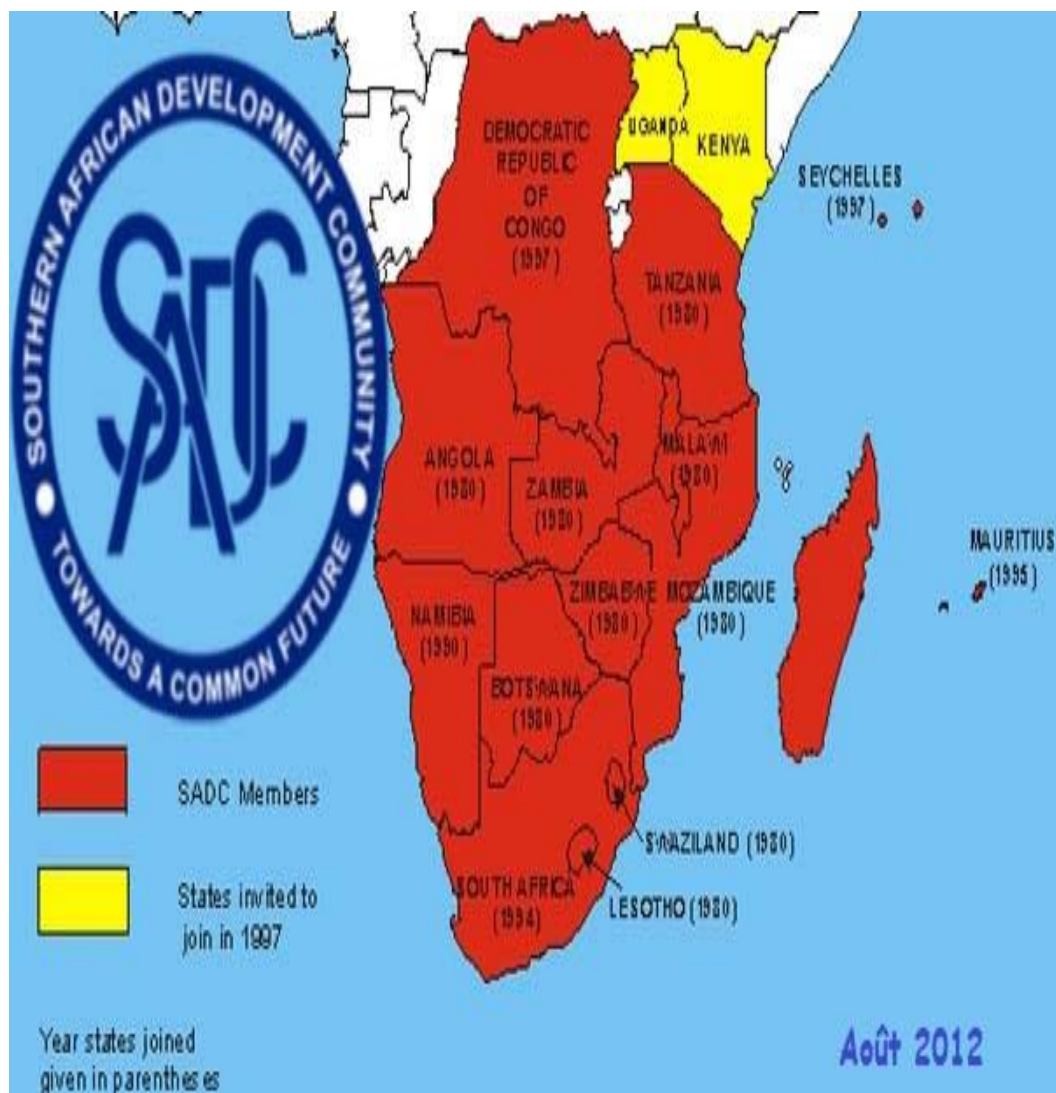 SOUTHERN AFRICAN DEVELOPMENT COMMUNITY
SADC
TOWARDS A COMMON FUTURE
DEMOCRATIC
REPUBLIC
OF
CONGO
(1997)
UGANDA
KENYA
SEYCHELLES
(1997)
TANZANIA
(1980)
ANGOLA
(1980)
ZAMBIA
(1980)
MALAWI
(1980)
MAURITIUS
(1995)
NAMIBIA
(1990)
ZIMBABWE
(1980)
MOZAMBIQUE
(1980)
BOTSWANA
(1980)
SWAZILAND (1980)
SOUTH AFRICA
(1994)
LESOTHO (1980)
SADC Members
States invited to
join in 1997
Year states joined
given in parentheses
Août 2012